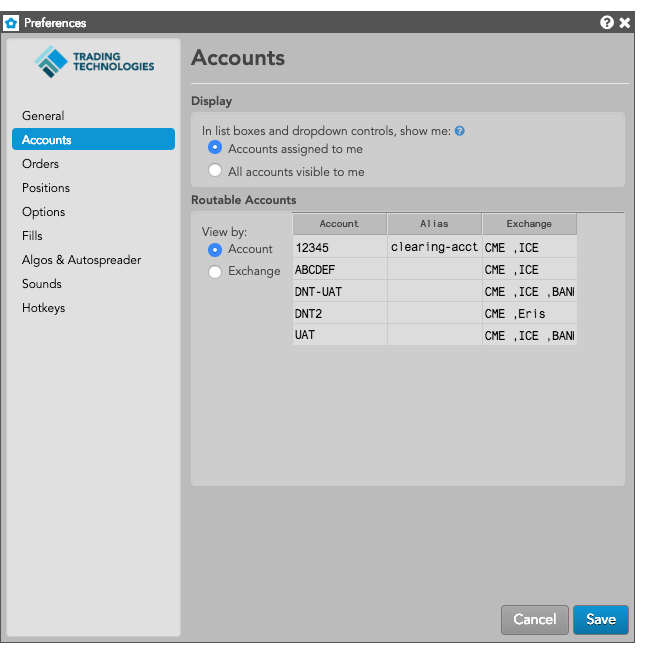 Preferences
TRADING
TECHNOLOGIES
General
Accounts
Orders
Positions
Options
Fills
Algos & Autospreader
Sounds
Hotkeys
Accounts
Display
In list boxes and dropdown controls, show me: ?
Accounts assigned to me
All accounts visible to me
Routable Accounts
View by:
Account
Exchange
Account Alias Exchange
12345 clearing-acct CME ,ICE
ABCDEF CME ,ICE
DNT-UAT CME ,ICE ,BAN
DNT2 CME ,Eris
UAT CME ,ICE ,BAN
Cancel Save